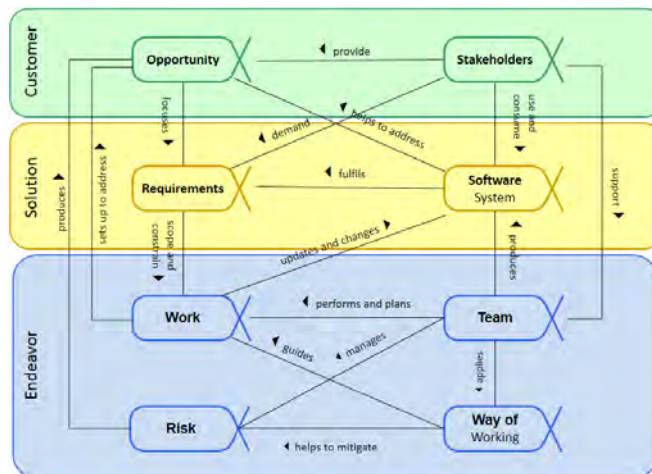 Customer
Opportunity
provide
Stakeholders
focuses
demand
helps to address
use and
consume
support
Solution
Requirements
fulfils
Software
System
produces
sets up to address
scope and
constrain
updates and changes
produces
Endeavor
Work
performs and plans
Team
guides
manages
applies
Risk
helps to mitigate
Way of
Working